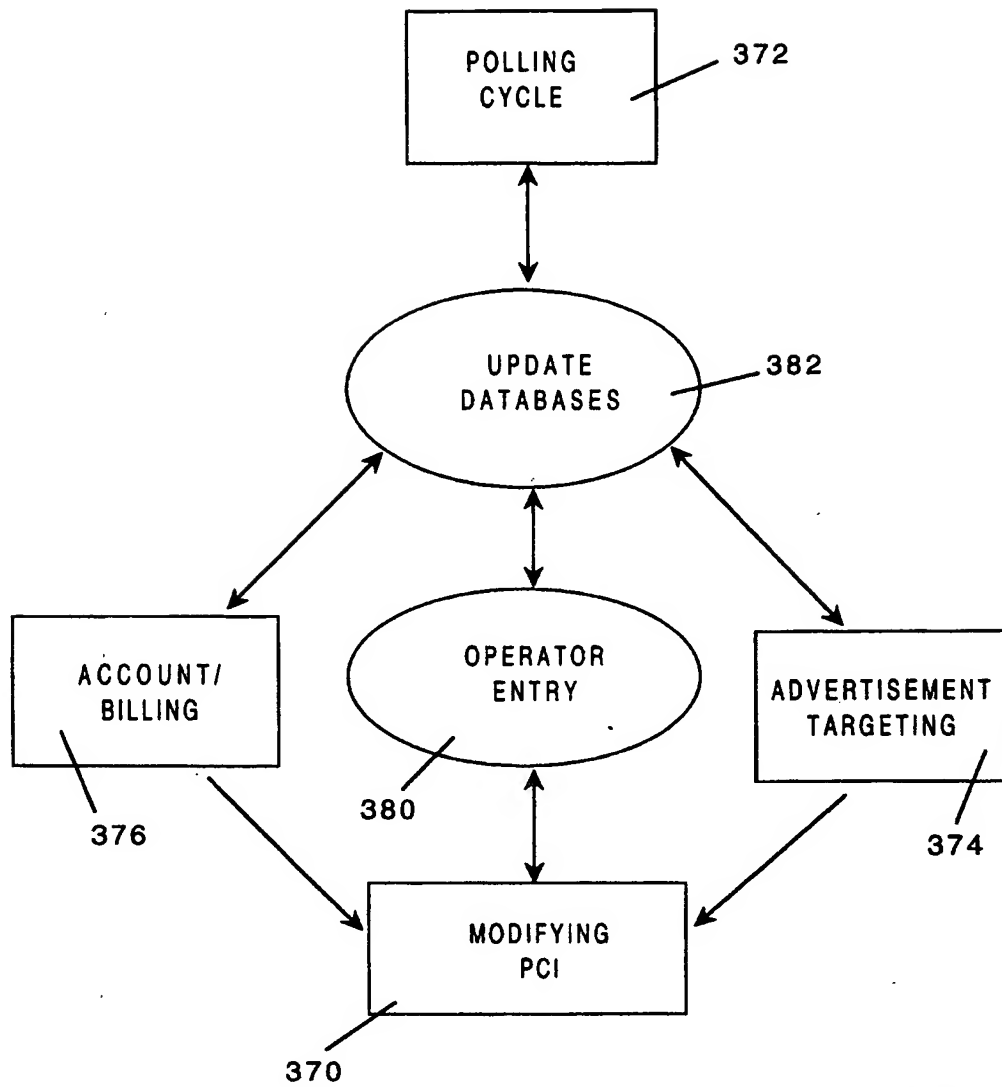 POLLING
CYCLE
372
UPDATE
DATABASES
382
ACCOUNT/
BILLING
376
OPERATOR
ENTRY
380
ADVERTISEMENT
TARGETING
374
MODIFYING
PCI
370